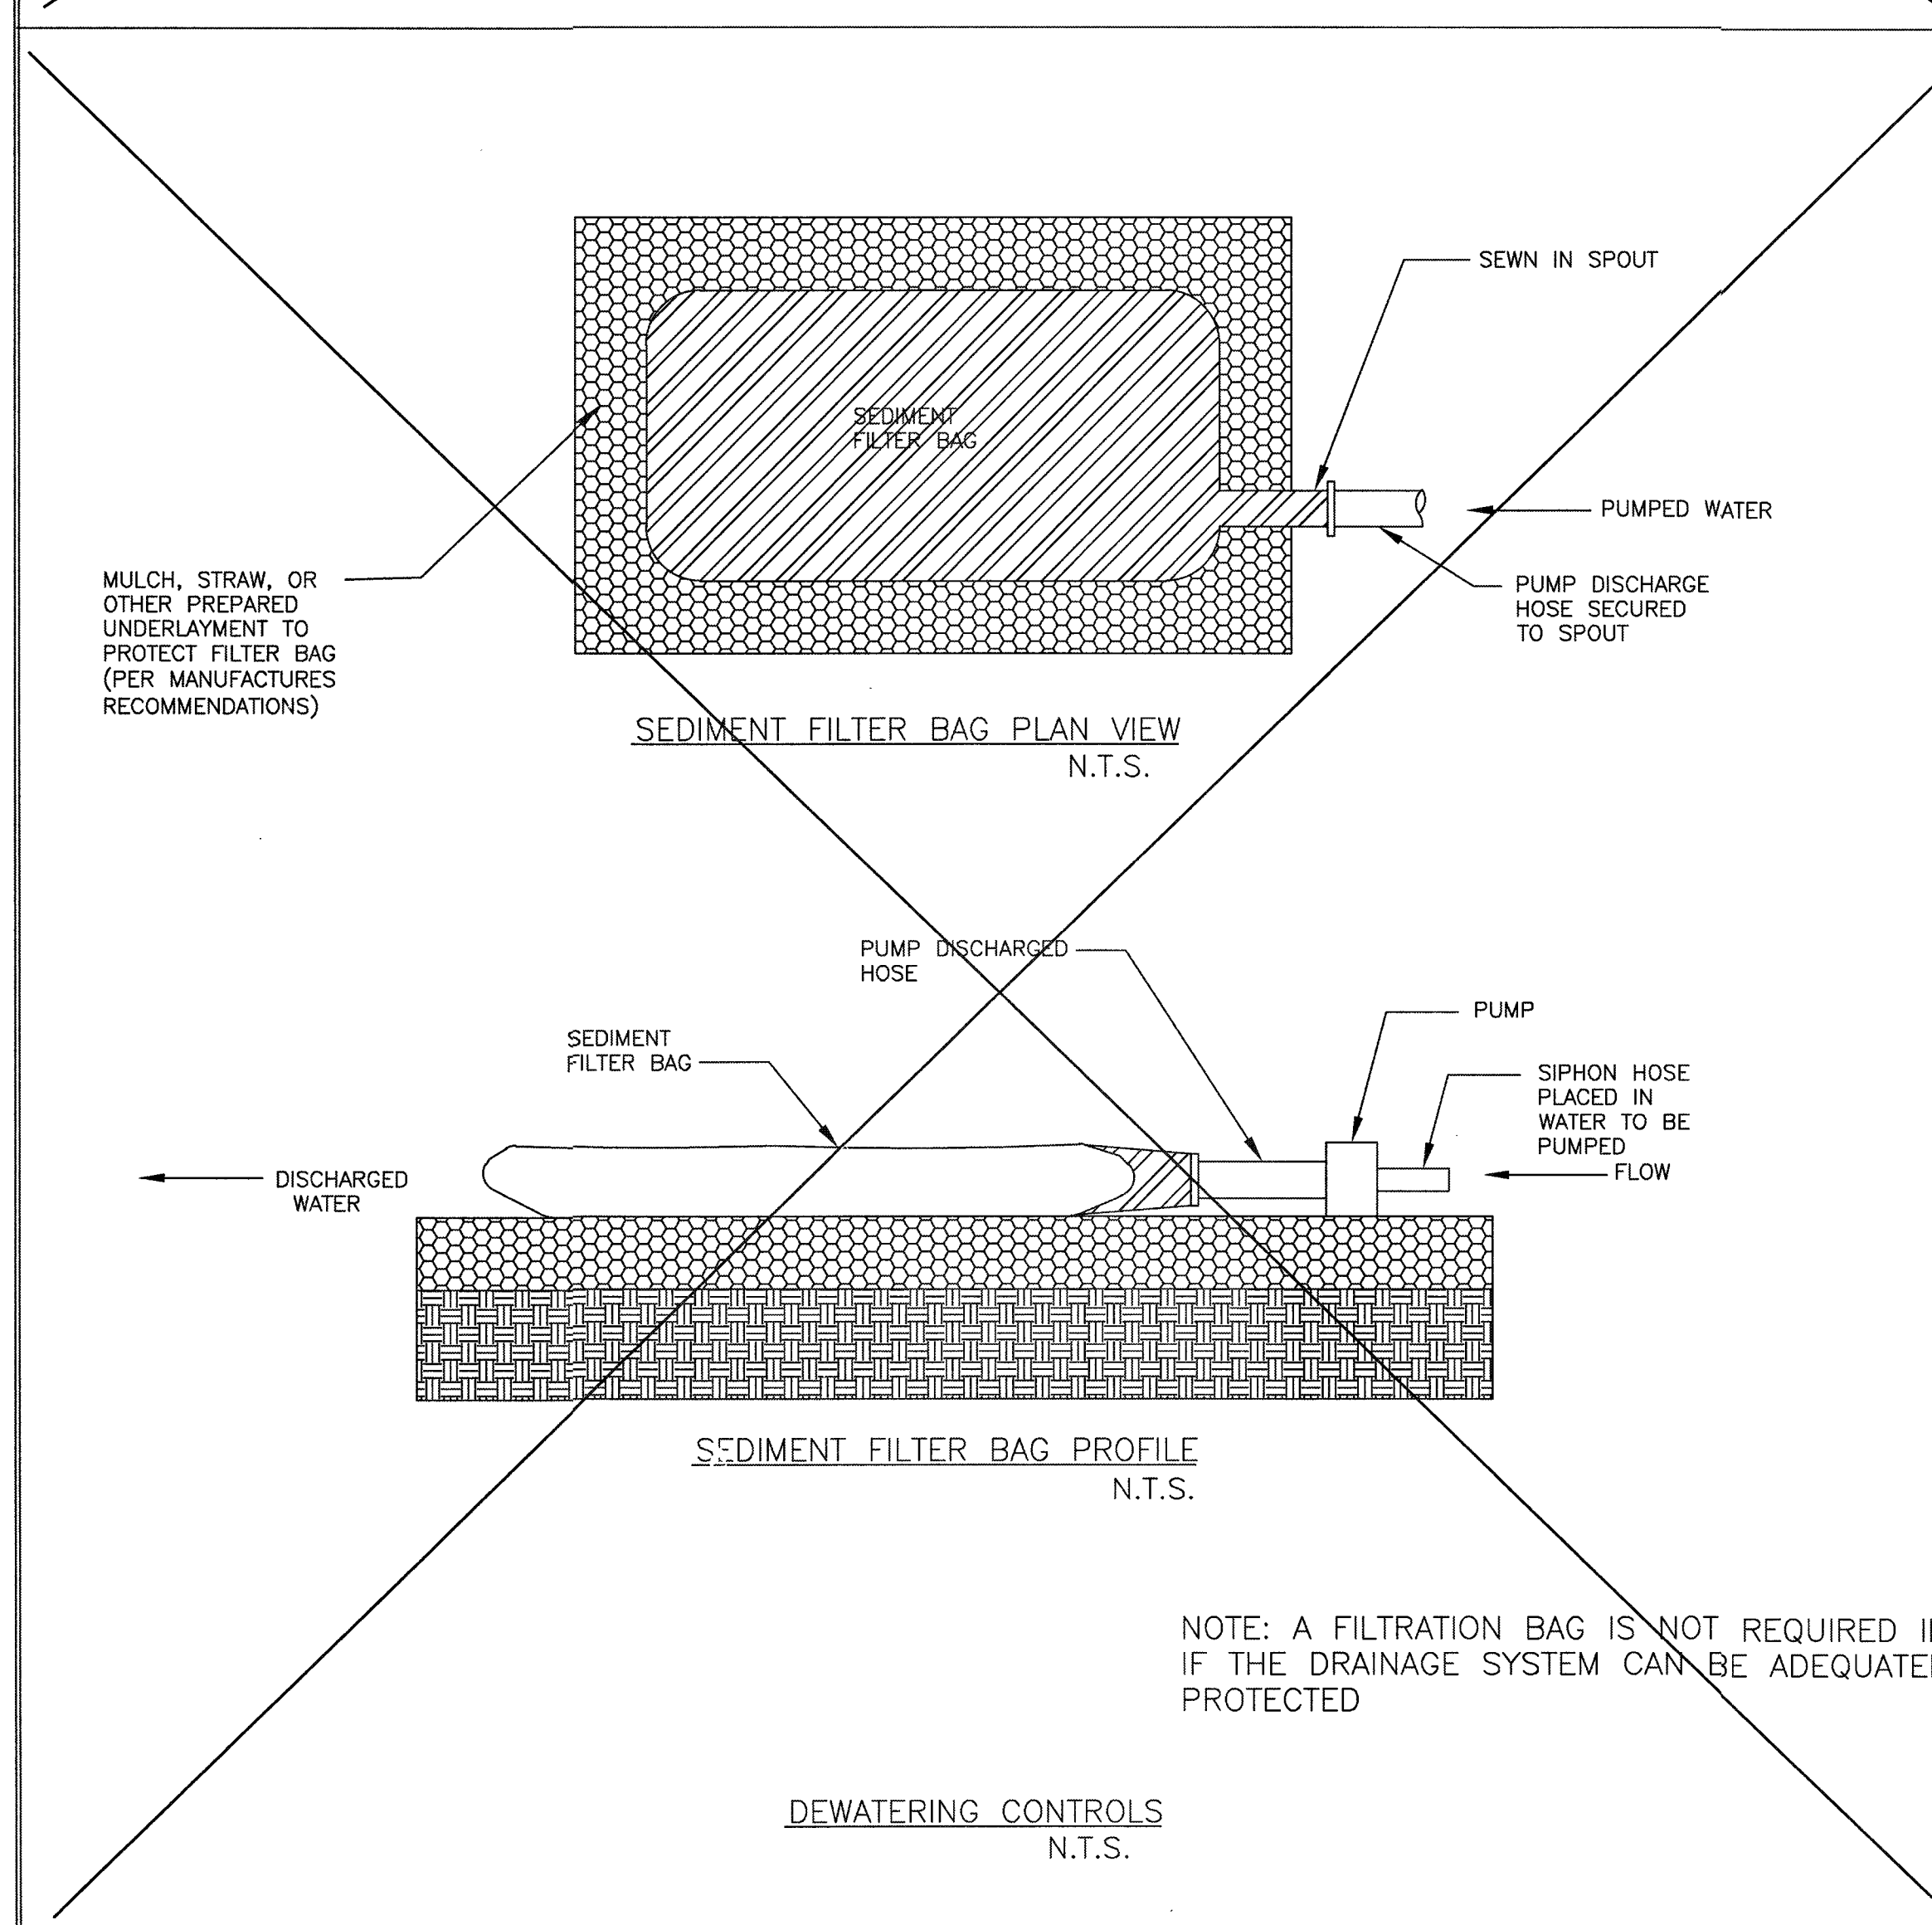 SEWN IN SPOUT
SEDIMENT
FILTER BAG
PUMPED WATER
MULCH, STRAW, OR
OTHER PREPARED
UNDERLAYMENT TO
PROTECT FILTER BAG
(PER MANUFACTURES
RECOMMENDATIONS)
PUMP DISCHARGE
HOSE SECURED
TO SPOUT
SEDIMENT FILTER BAG PLAN VIEW
N.T.S.
PUMP DISCHARGED
HOSE
PUMP
SEDIMENT
FILTER BAG
SIPHON HOSE
PLACED IN
WATER TO BE
PUMPED
FLOW
DISCHARGED
WATER
SEDIMENT FILTER BAG PROFILE
N.T.S.
NOTE: A FILTRATION BAG IS NOT REQUIRED
IF THE DRAINAGE SYSTEM CAN BE
PROTECTED
DEWATERING CONTROLS
N.T.S.